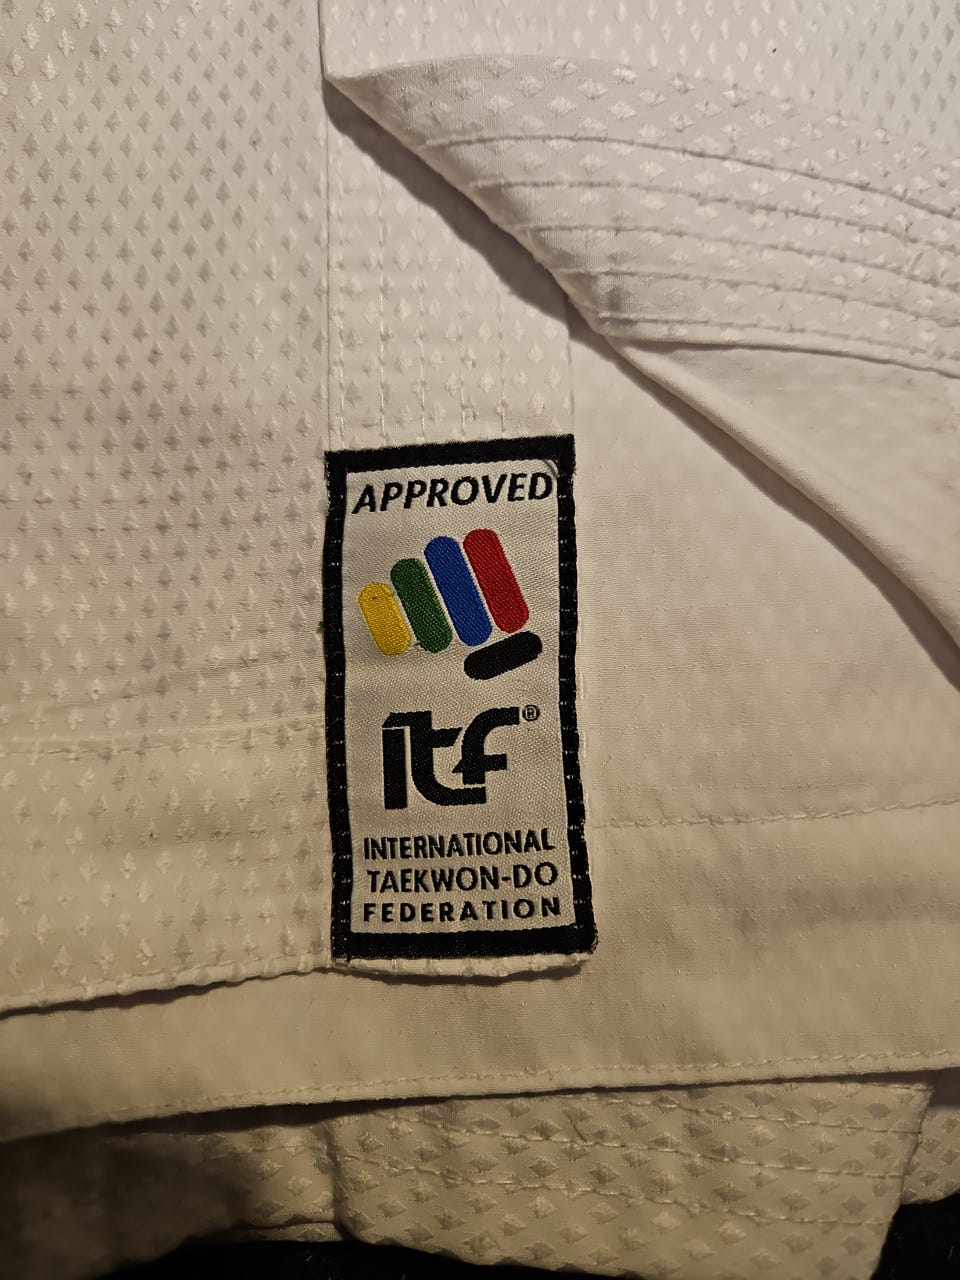 APPROVED
itf®
INTERNATIONAL
TAEKWON-DO
FEDERATION